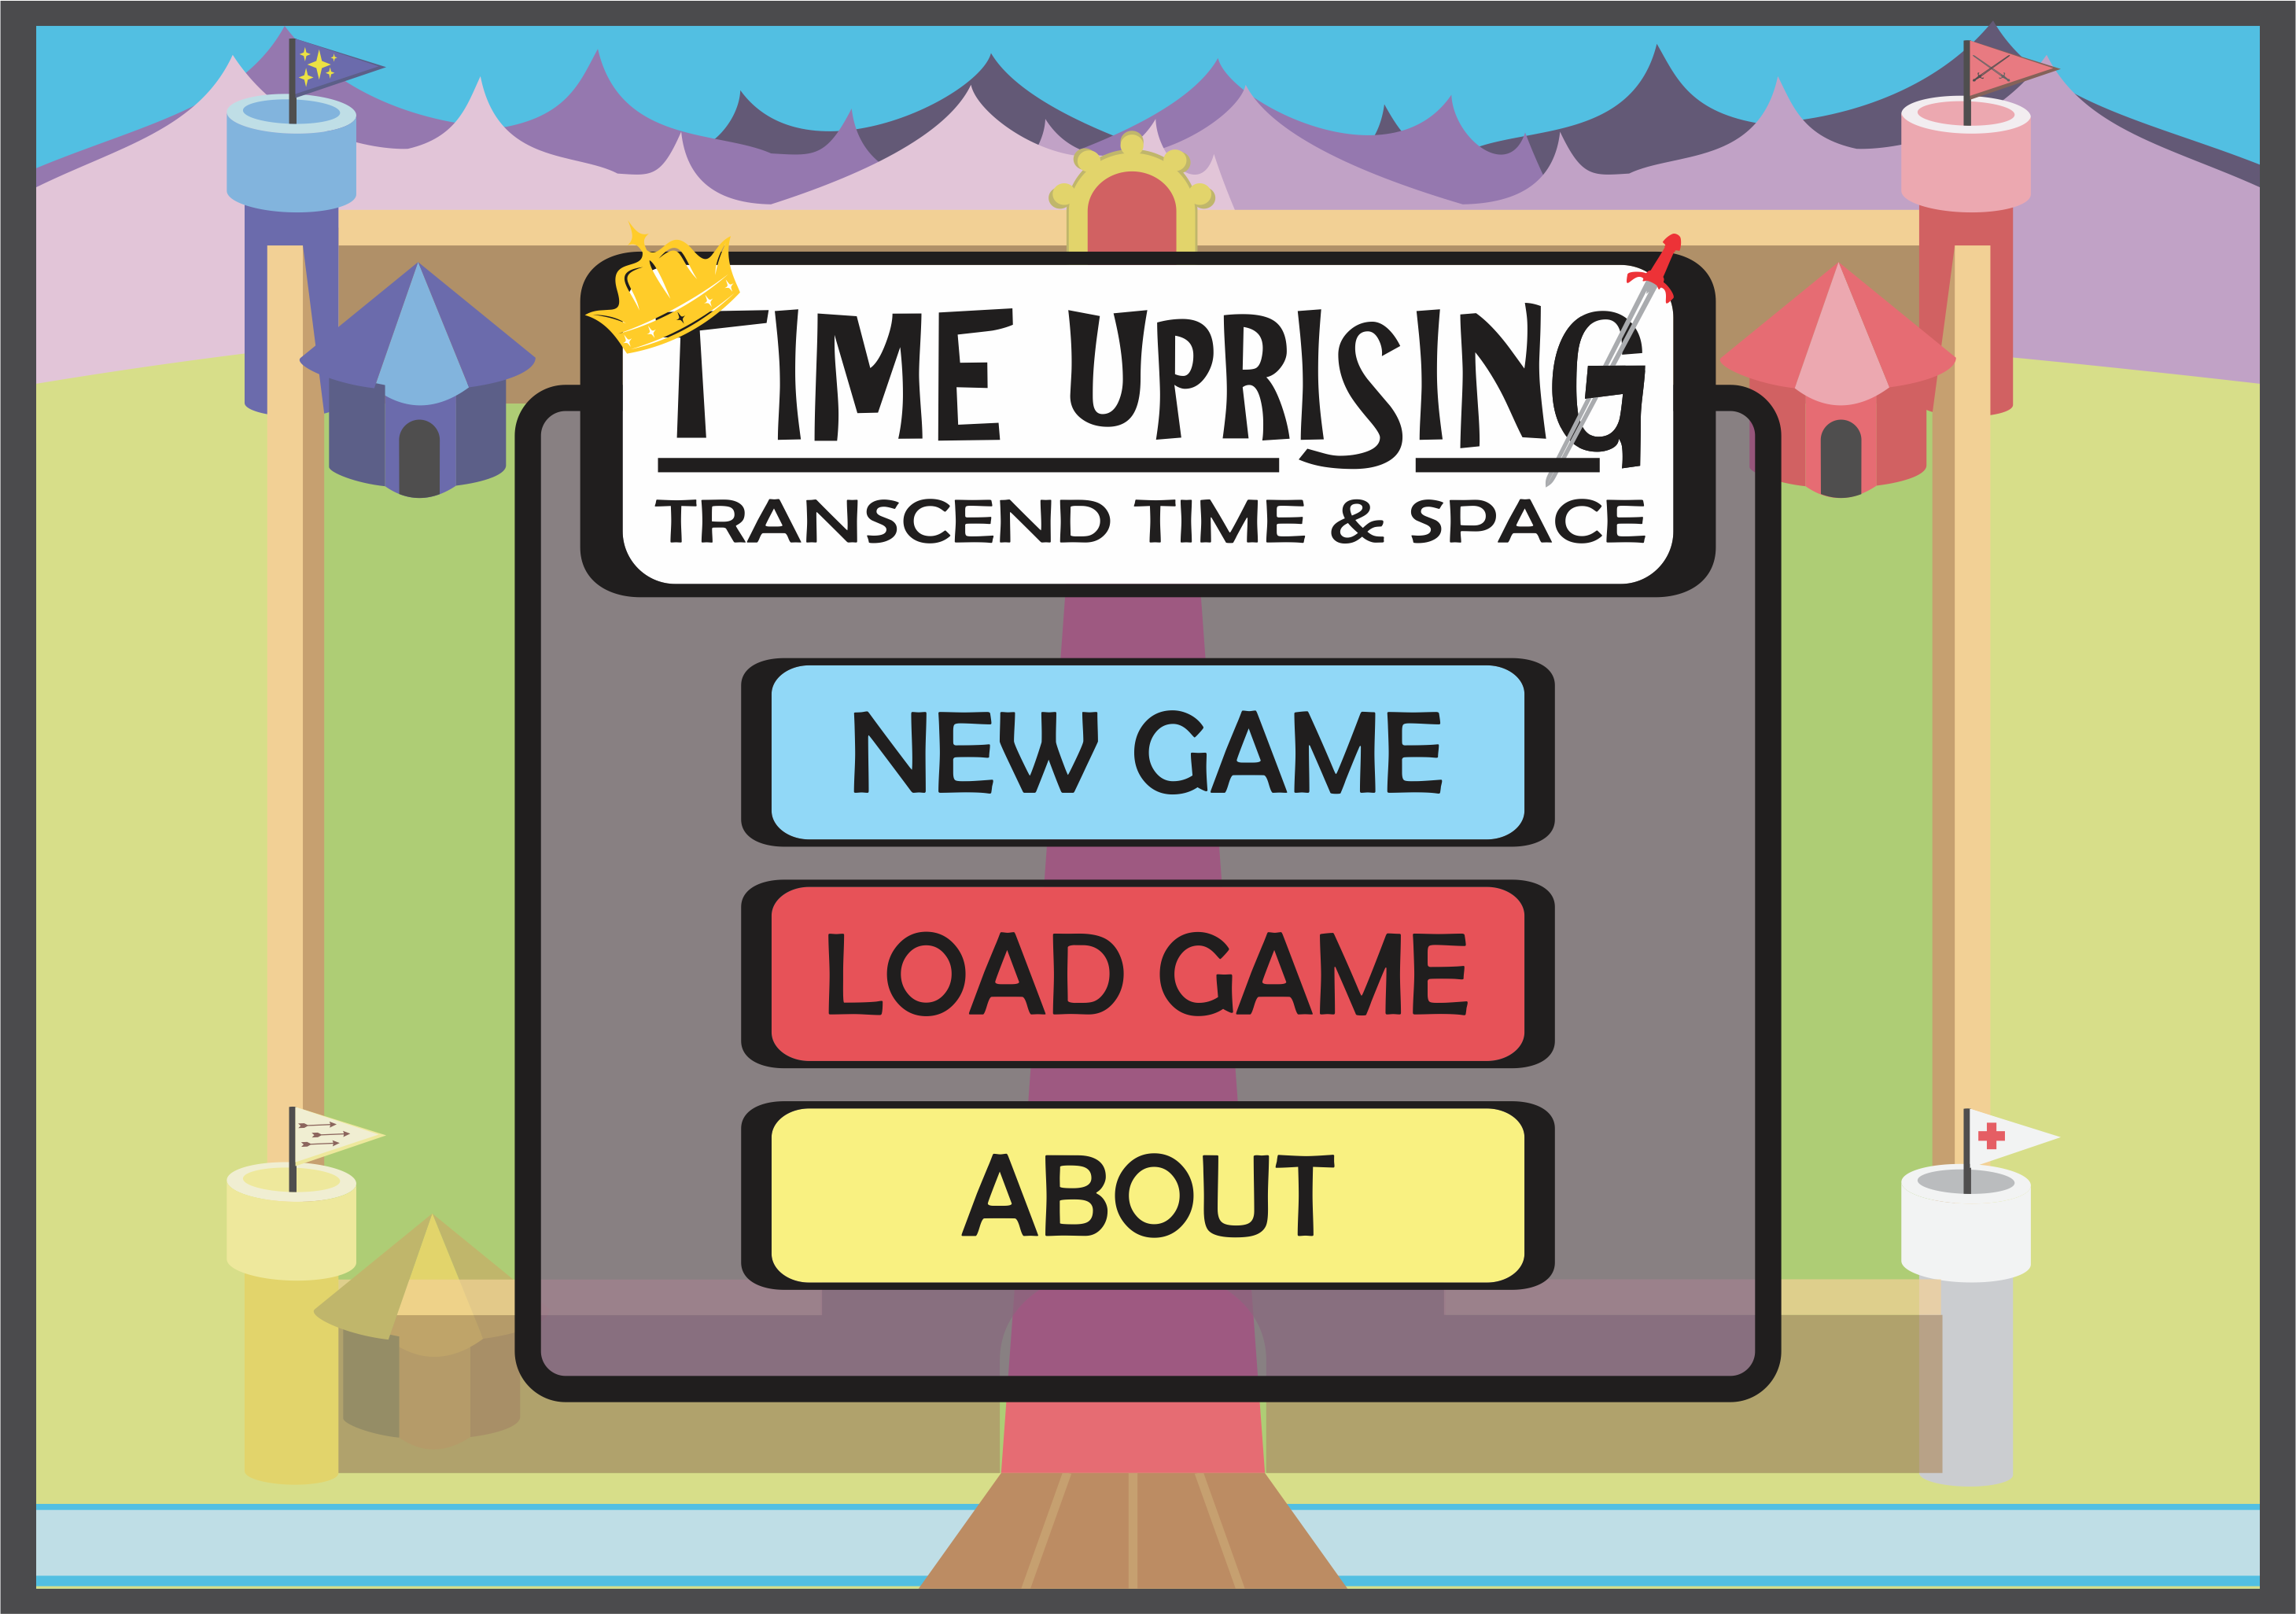 TIME UPRISING
TRANSCEND TIME & SPACE
NEW GAME
LOAD GAME
ABOUT